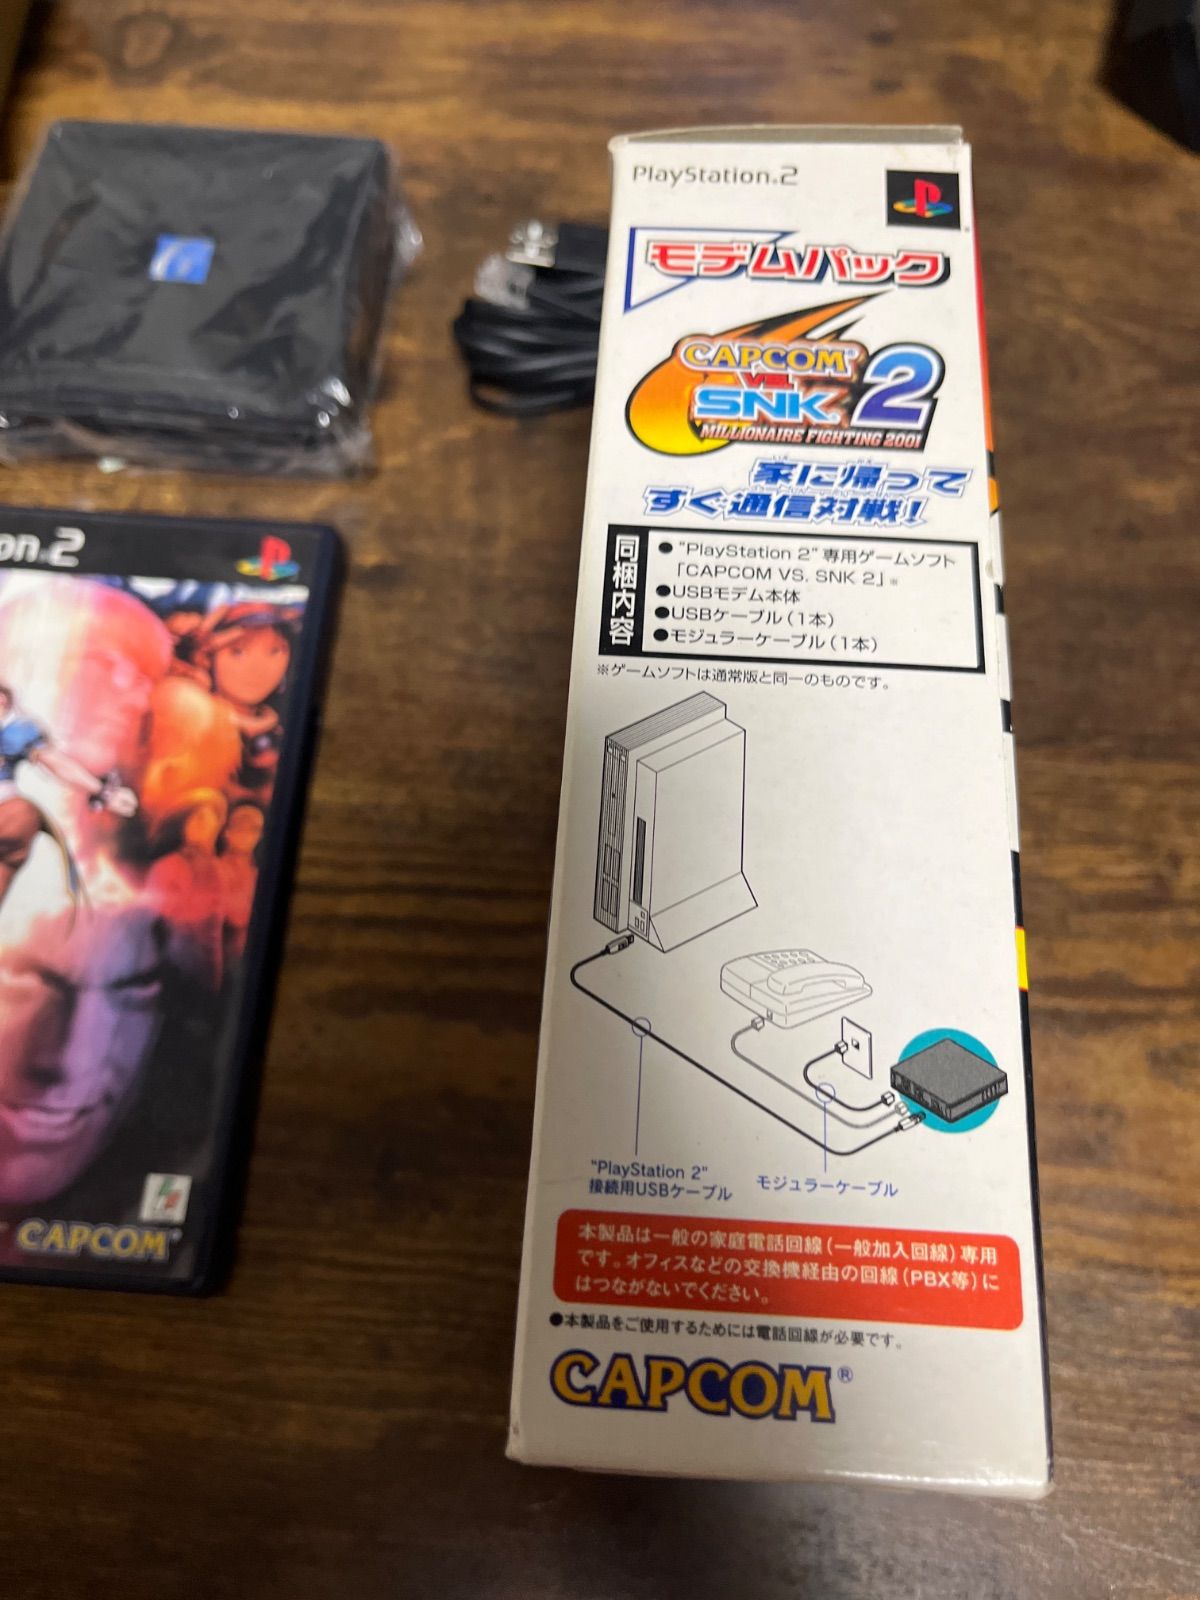 PlayStation.2
モデムパック
CAPCOM
VS.
SNK 2
MILLIONAIRE FIGHTING 2001
家に帰って
すぐ通信対戦!
同梱内容
●"PlayStation 2"専用ゲームソフト
「CAPCOM VS. SNK 2」※
●USBモデム本体
●USBケーブル(1本)
●モジュラーケーブル(1本)
※ゲームソフトは通常版と同一のものです。
"PlayStation 2"
接続用USBケーブル
モジュラーケーブル
本製品は一般の家庭電話回線(一般加入回線)専用
です。オフィスなどの交換機経由の回線(PBX等)に
はつながないでください。
●本製品をご使用するためには電話回線が必要です。
CAPCOM®
on.2
CAPCOM